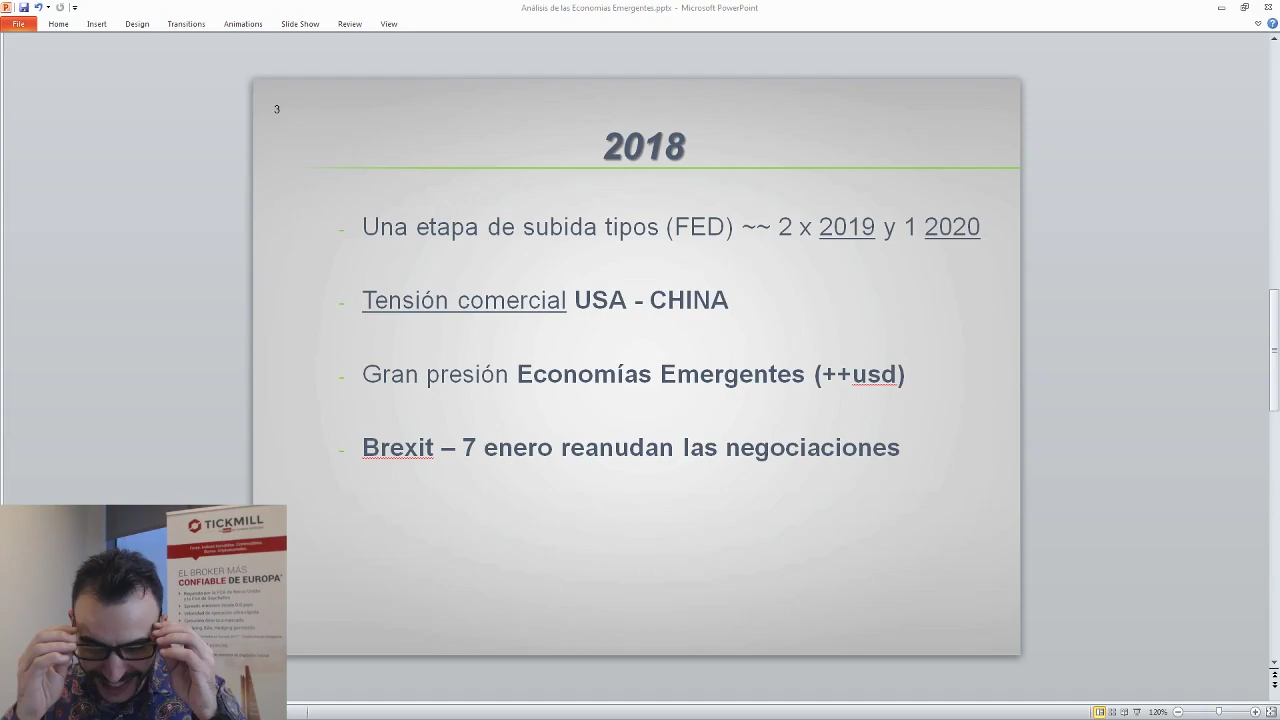 Análisis de las Economías Emergentes.pptx - Microsoft PowerPoint
File Home Insert Design Transitions Animations Slide Show Review View
3
2018
- Una etapa de subida tipos (FED) ~~ 2 x 2019 y 1 2020
- Tensión comercial USA - CHINA
- Gran presión Economías Emergentes (++usd)
- Brexit – 7 enero reanudan las negociaciones
TICKMILL
EL BROKER MÁS
CONFIABLE DE EUROPA*
120%